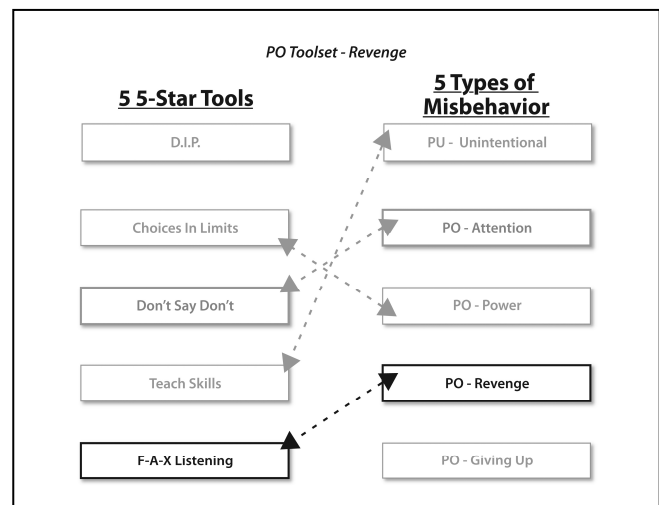 PO Toolset - Revenge
5 5-Star Tools
5 Types of
Misbehavior
D.I.P.
PU - Unintentional
Choices In Limits
PO - Attention
Don't Say Don't
PO - Power
Teach Skills
PO - Revenge
F-A-X Listening
PO - Giving Up